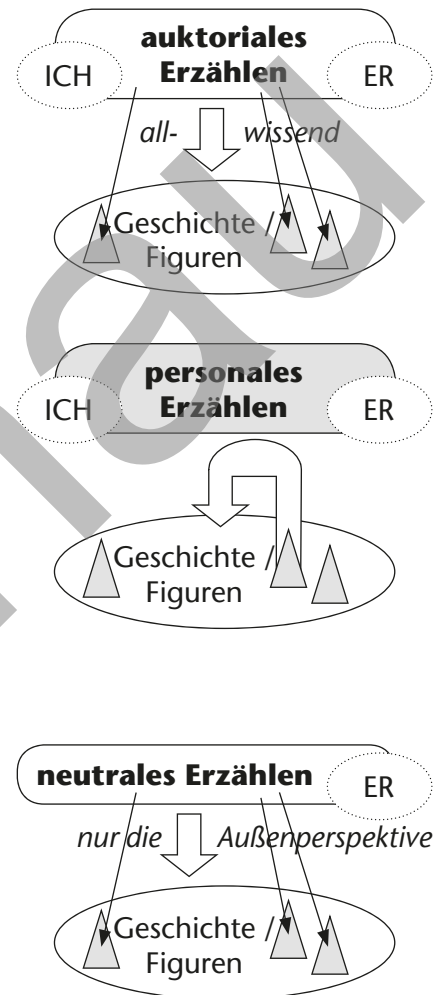 auktoriales
ICH Erzählen ER
all- wissend
Geschichte /
Figuren
personales
ICH Erzählen ER
Geschichte /
Figuren
neutrales Erzählen ER
nur die Außenperspektive
Geschichte /
Figuren